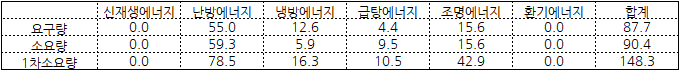 신재생에너지 난방에너지 냉방에너지 급탕에너지 조명에너지 환기에너지 합계
요구량 0.0 55.0 12.6 4.4 15.6 0.0 87.7
소요량 0.0 59.3 5.9 9.5 15.6 0.0 90.4
1차소요량 0.0 78.5 16.3 10.5 42.9 0.0 148.3